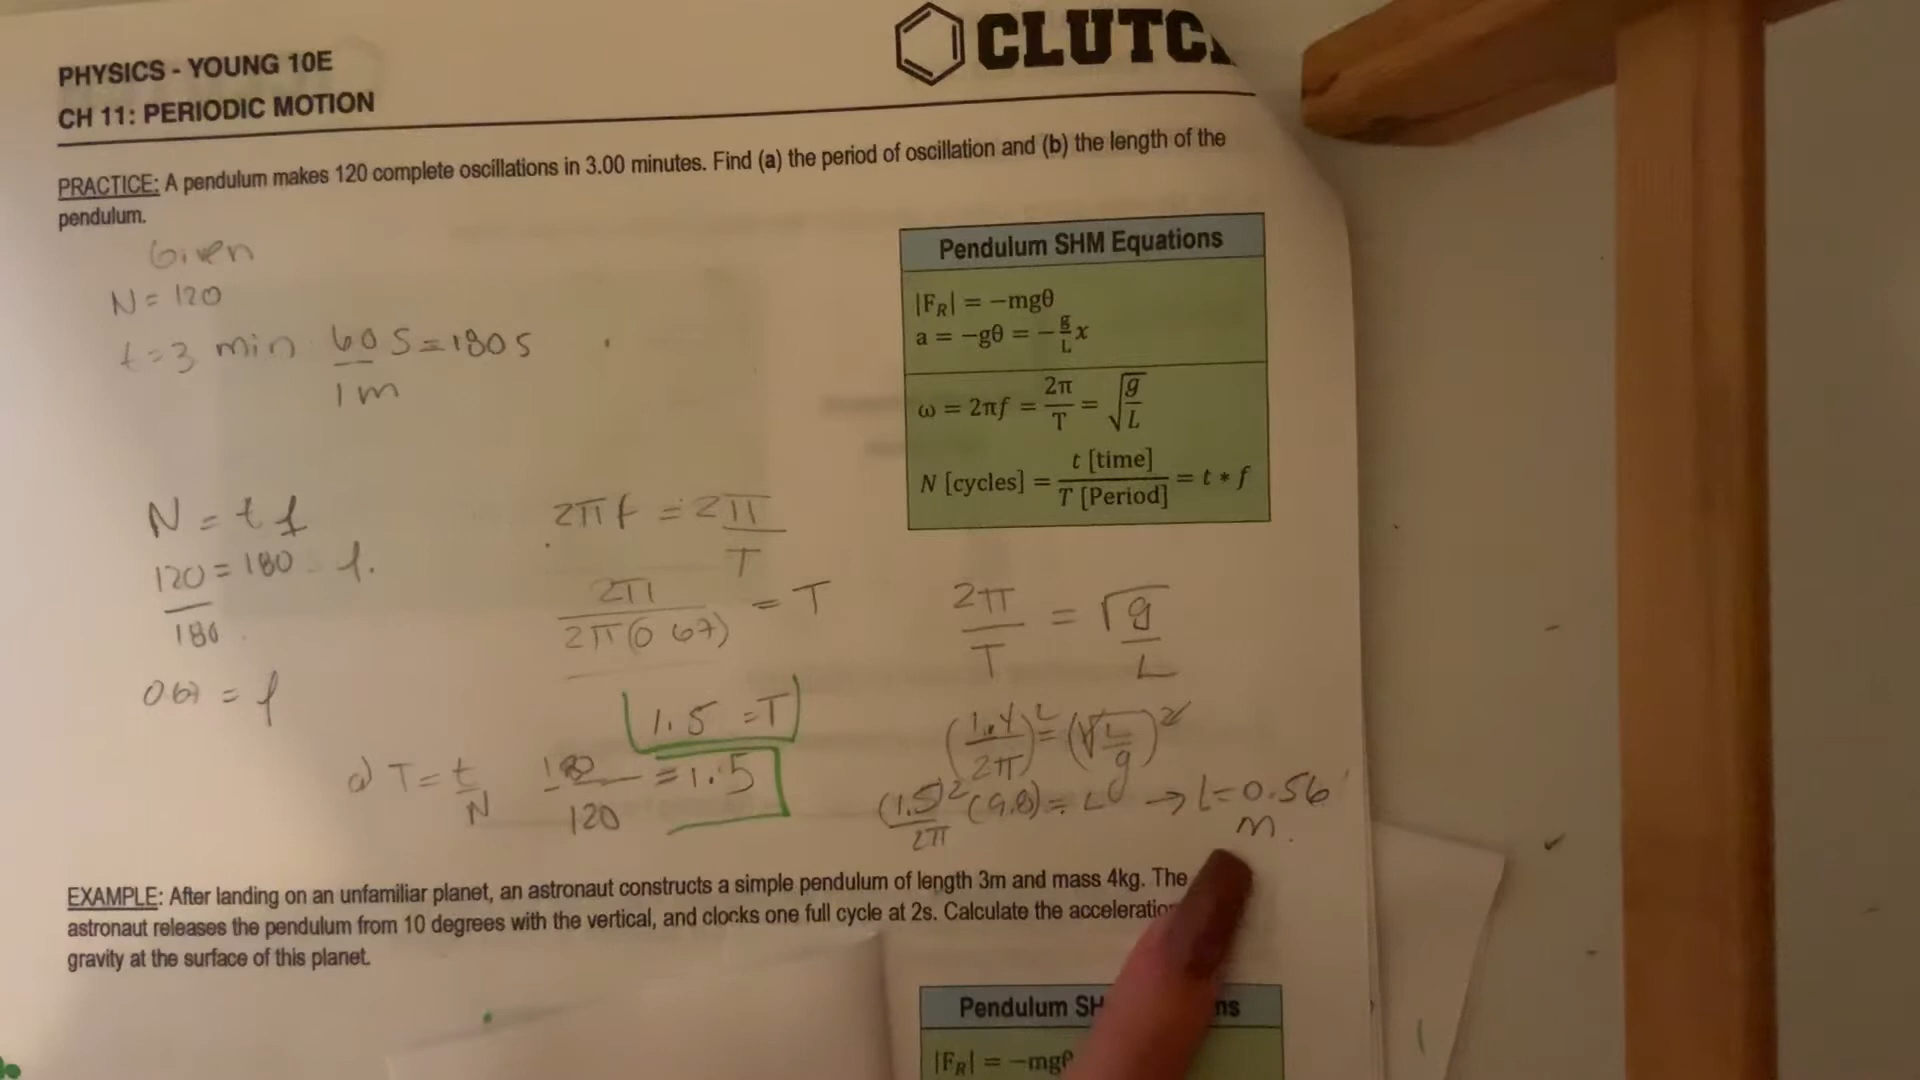 PHYSICS - YOUNG 10E
CH 11: PERIODIC MOTION
CLUTC
PRACTICE: A pendulum makes 120 complete oscillations in 3.00 minutes. Find (a) the period of oscillation and (b) the length of the
pendulum.
Given
N = 120
t = 3 min 60 S = 180 s
1 m
Pendulum SHM Equations
|F_R| = −mgθ
a = −gθ = −g/L x
ω = 2πf = 2π/T = √(g/L)
N [cycles] = t [time] / T [Period] = t * f
N = t f
120 = 180 f.
180
0 67 = f
2π f = 2π / T
2π / 2π(0 67) = T
1.5 = T
a) T = t/N 180/120 = 1.5
2π / T = √g / L
(1.4 / 2π)² = (√L/g)²
(1.5)² (9.8) = L → L = 0.56
2π
m.
EXAMPLE: After landing on an unfamiliar planet, an astronaut constructs a simple pendulum of length 3m and mass 4kg. The
astronaut releases the pendulum from 10 degrees with the vertical, and clocks one full cycle at 2s. Calculate the acceleratio
gravity at the surface of this planet.
Pendulum SH ns
|F_R| = −mgθ